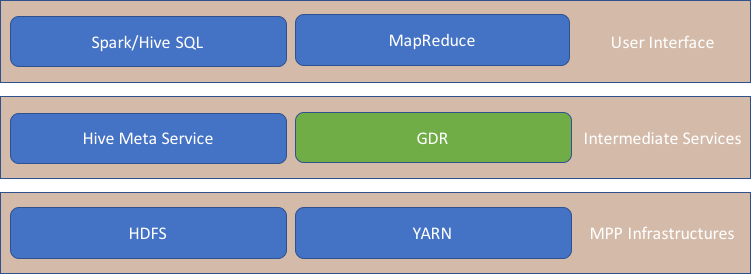 Spark/Hive SQL
MapReduce
User Interface
Hive Meta Service
GDR
Intermediate Services
HDFS
YARN
MPP Infrastructures